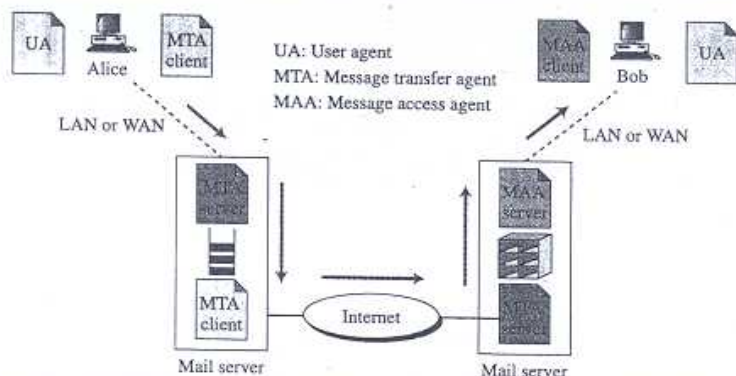 UA
Alice
MTA
client
UA: User agent
MTA: Message transfer agent
MAA: Message access agent
MAA
client
Bob
UA
LAN or WAN
LAN or WAN
MTA
server
MTA
client
Mail server
Internet
MAA
server
MTA
server
Mail server